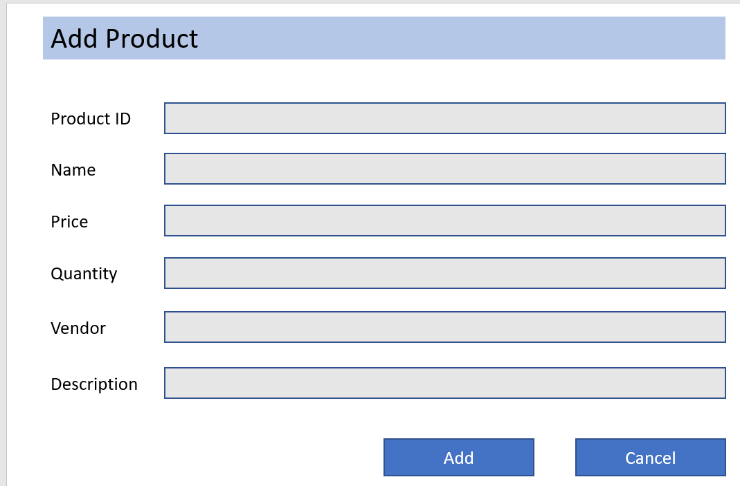 Add Product
Product ID
Name
Price
Quantity
Vendor
Description
Add Cancel